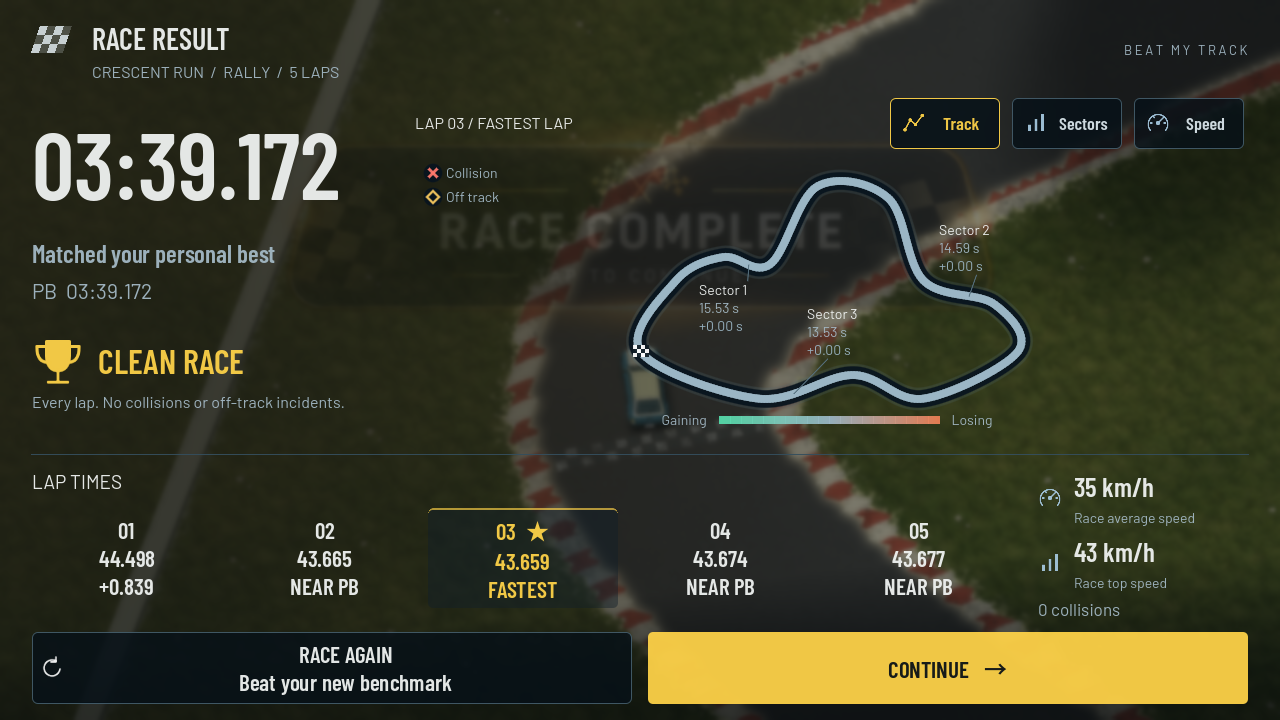 RACE RESULT
CRESCENT RUN / RALLY / 5 LAPS
BEAT MY TRACK
03:39.172
Matched your personal best
PB 03:39.172
CLEAN RACE
Every lap. No collisions or off-track incidents.
LAP 03 / FASTEST LAP
Collision
Off track
Track
Sectors
Speed
RACE COMPLETE
Sector 1
15.53 s
+0.00 s
Sector 2
14.59 s
+0.00 s
Sector 3
13.53 s
+0.00 s
Gaining
Losing
LAP TIMES
01
44.498
+0.839
02
43.665
NEAR PB
03 ★
43.659
FASTEST
04
43.674
NEAR PB
05
43.677
NEAR PB
35 km/h
Race average speed
43 km/h
Race top speed
0 collisions
RACE AGAIN
Beat your new benchmark
CONTINUE →